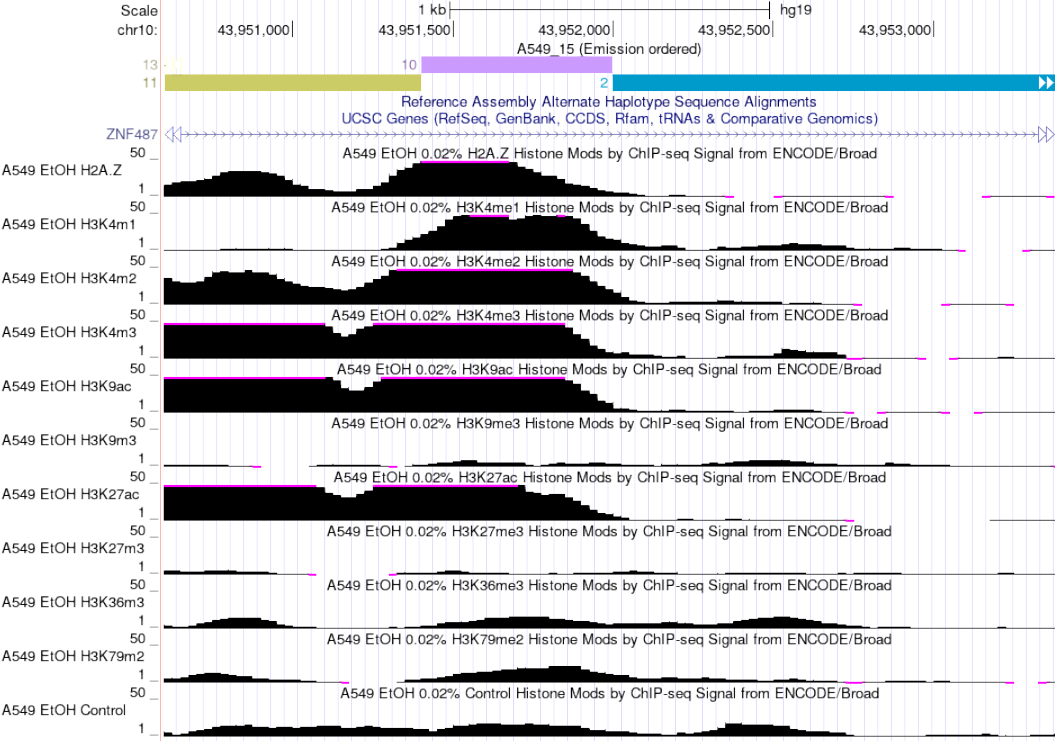 Scale 1 kb hg19
chr10: 43,951,000 43,951,500 43,952,000 43,952,500 43,953,000
A549_15 (Emission ordered)
13 10
11 2
Reference Assembly Alternate Haplotype Sequence Alignments
UCSC Genes (RefSeq, GenBank, CCDS, Rfam, tRNAs & Comparative Genomics)
ZNF487
A549 EtOH 0.02% H2A.Z Histone Mods by ChIP-seq Signal from ENCODE/Broad
50
A549 EtOH H2A.Z
1
A549 EtOH 0.02% H3K4me1 Histone Mods by ChIP-seq Signal from ENCODE/Broad
50
A549 EtOH H3K4m1
1
A549 EtOH 0.02% H3K4me2 Histone Mods by ChIP-seq Signal from ENCODE/Broad
50
A549 EtOH H3K4m2
1
A549 EtOH 0.02% H3K4me3 Histone Mods by ChIP-seq Signal from ENCODE/Broad
50
A549 EtOH H3K4m3
1
A549 EtOH 0.02% H3K9ac Histone Mods by ChIP-seq Signal from ENCODE/Broad
50
A549 EtOH H3K9ac
1
A549 EtOH 0.02% H3K9me3 Histone Mods by ChIP-seq Signal from ENCODE/Broad
50
A549 EtOH H3K9m3
1
A549 EtOH 0.02% H3K27ac Histone Mods by ChIP-seq Signal from ENCODE/Broad
50
A549 EtOH H3K27ac
1
A549 EtOH 0.02% H3K27me3 Histone Mods by ChIP-seq Signal from ENCODE/Broad
50
A549 EtOH H3K27m3
1
A549 EtOH 0.02% H3K36me3 Histone Mods by ChIP-seq Signal from ENCODE/Broad
50
A549 EtOH H3K36m3
1
A549 EtOH 0.02% H3K79me2 Histone Mods by ChIP-seq Signal from ENCODE/Broad
50
A549 EtOH H3K79m2
1
A549 EtOH 0.02% Control Histone Mods by ChIP-seq Signal from ENCODE/Broad
50
A549 EtOH Control
1